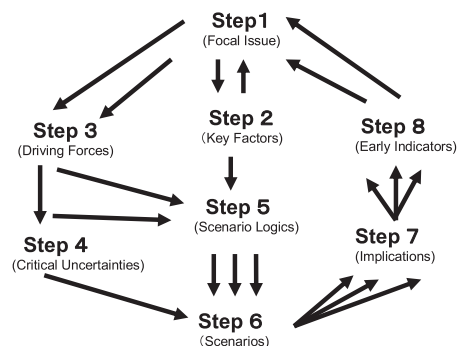 Step1
(Focal Issue)
Step 2
(Key Factors)
Step 3
(Driving Forces)
Step 8
(Early Indicators)
Step 5
(Scenario Logics)
Step 4
(Critical Uncertainties)
Step 7
(Implications)
Step 6
(Scenarios)